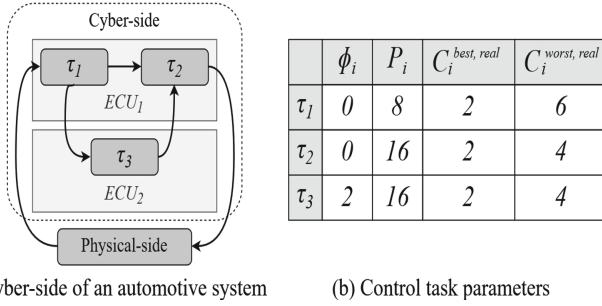 Cyber-side
τ1 τ2
ECU1
τ3
ECU2
Physical-side
yber-side of an automotive system
ϕi Pi Ci^best, real Ci^worst, real
τ1 0 8 2 6
τ2 0 16 2 4
τ3 2 16 2 4
(b) Control task parameters